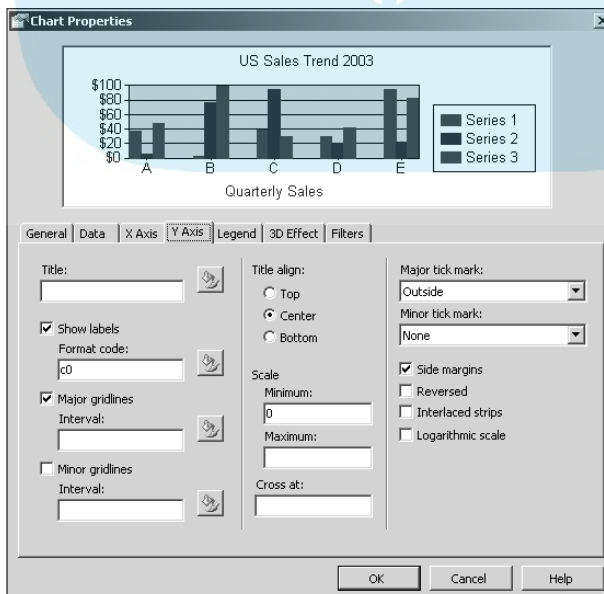 Chart Properties
US Sales Trend 2003
$100
$80
$60
$40
$20
$0
A B C D E
Quarterly Sales
Series 1
Series 2
Series 3
General Data X Axis Y Axis Legend 3D Effect Filters
Title:
Show labels
Format code:
c0
Major gridlines
Interval:
Minor gridlines
Interval:
Title align:
Top
Center
Bottom
Scale
Minimum:
0
Maximum:
Cross at:
Major tick mark:
Outside
Minor tick mark:
None
Side margins
Reversed
Interlaced strips
Logarithmic scale
OK Cancel Help